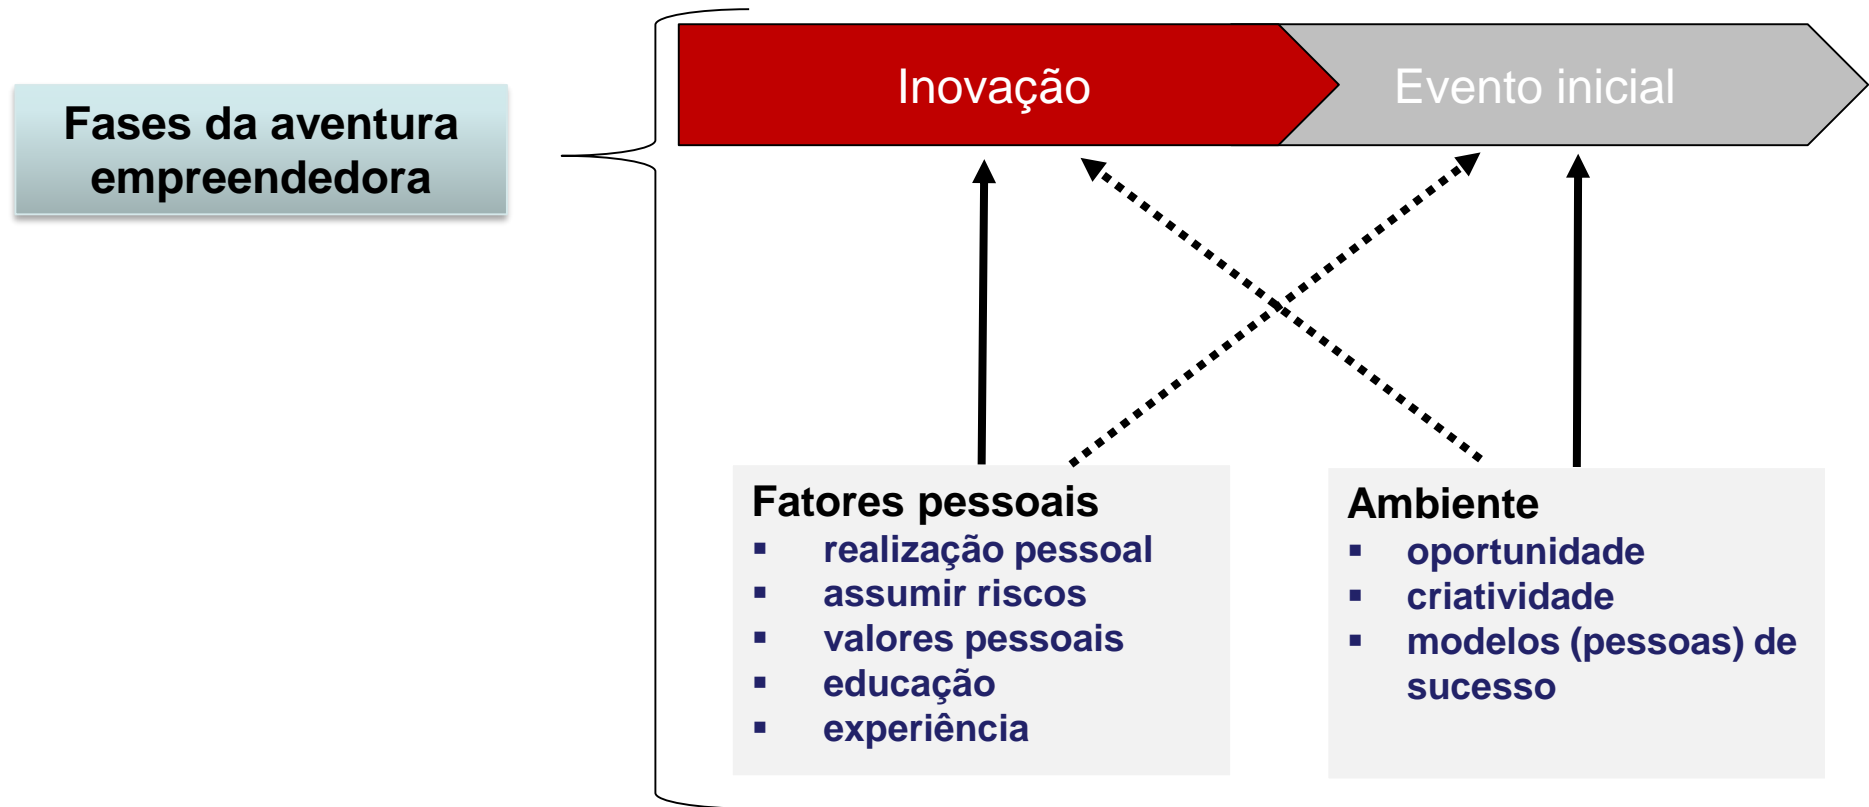 Fases da aventura
empreendedora
Inovação
Evento inicial
Fatores pessoais
▪ realização pessoal
▪ assumir riscos
▪ valores pessoais
▪ educação
▪ experiência
Ambiente
▪ oportunidade
▪ criatividade
▪ modelos (pessoas) de
sucesso